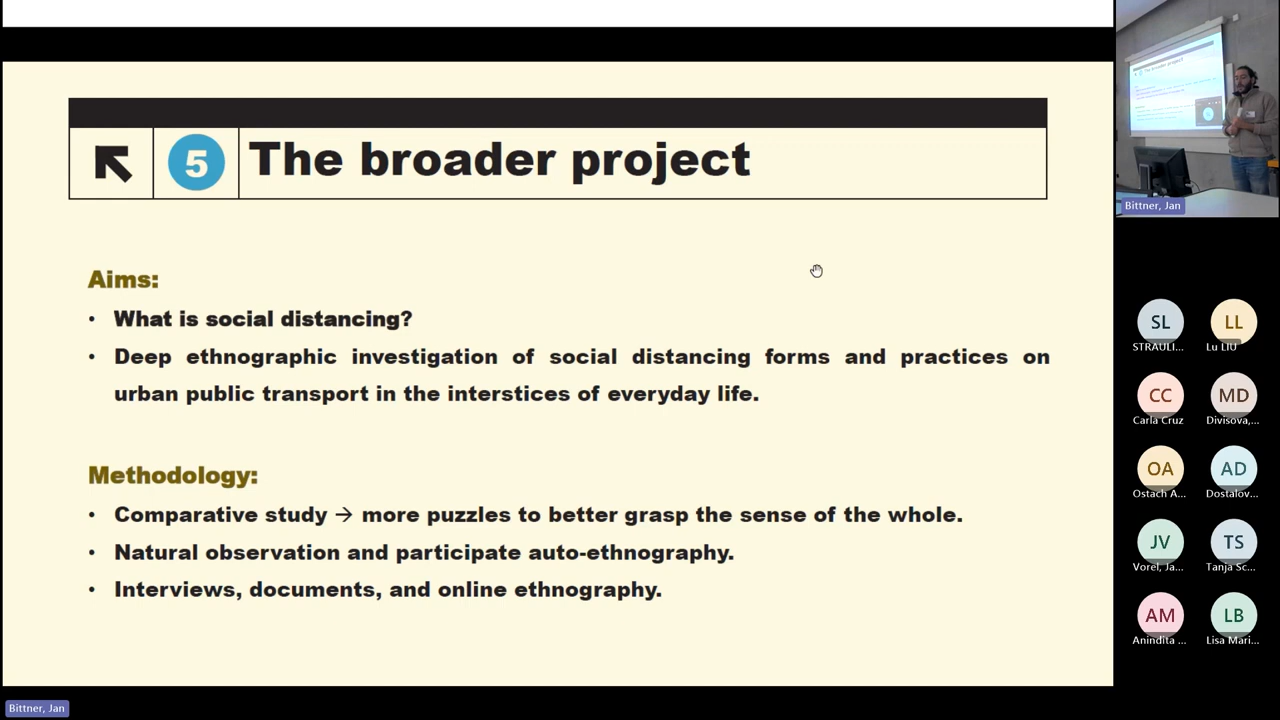 5
The broader project
Aims:
• What is social distancing?
• Deep ethnographic investigation of social distancing forms and practices on
urban public transport in the interstices of everyday life.
Methodology:
• Comparative study → more puzzles to better grasp the sense of the whole.
• Natural observation and participate auto-ethnography.
• Interviews, documents, and online ethnography.
Bittner, Jan
The broader project
Bittner, Jan
SL
LL
STRAULI...
Lu LIU
CC
MD
Carla Cruz
Divisova,...
OA
AD
Ostach A...
Dostalov...
JV
TS
Vorel, Ja...
Tanja Sc...
AM
LB
Anindita ...
Lisa Mari...